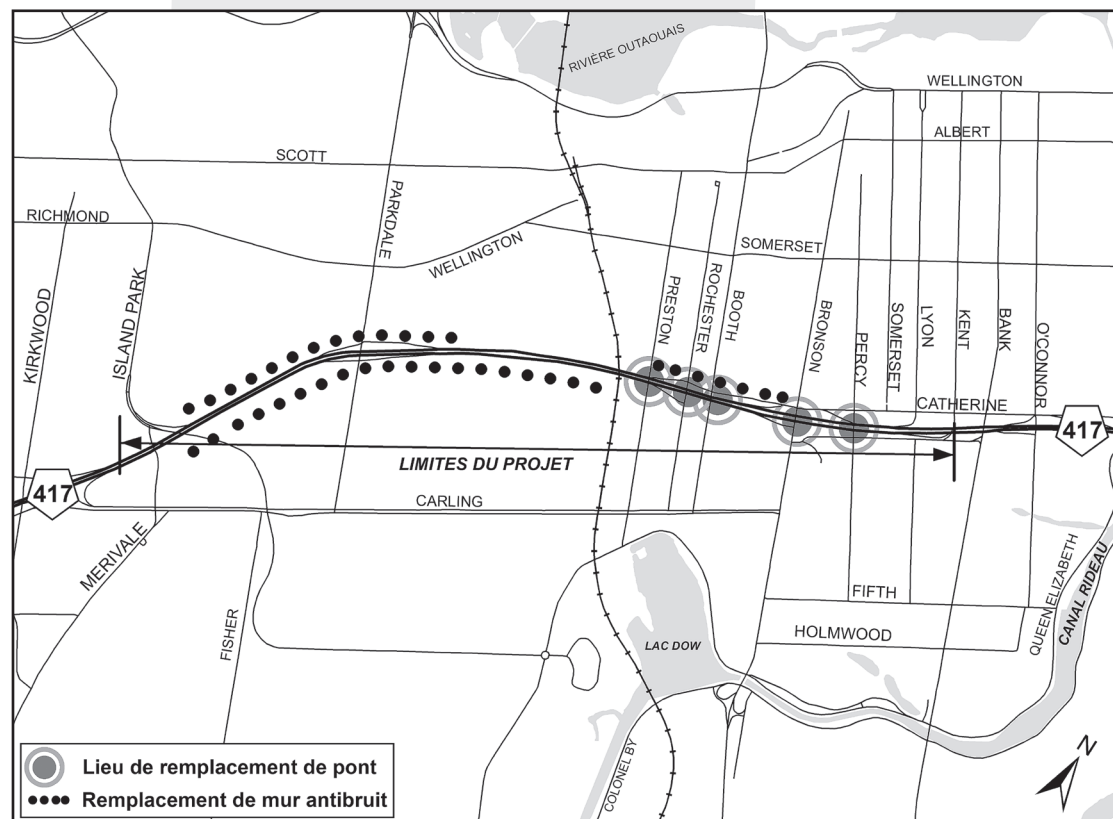 RIVIÈRE OUTAOUAIS
WELLINGTON
ALBERT
SCOTT
PARKDALE
RICHMOND
WELLINGTON
SOMERSET
KIRKWOOD
ISLAND PARK
PRESTON
ROCHESTER
BOOTH
BRONSON
PERCY
SOMERSET
LYON
KENT
BANK
O'CONNOR
CATHERINE
417
LIMITES DU PROJET
417
CARLING
MERIVALE
FISHER
FIFTH
HOLMWOOD
QUEEN ELIZABETH
CANAL RIDEAU
LAC DOW
COLONEL BY
N
Lieu de remplacement de pont
Remplacement de mur antibruit